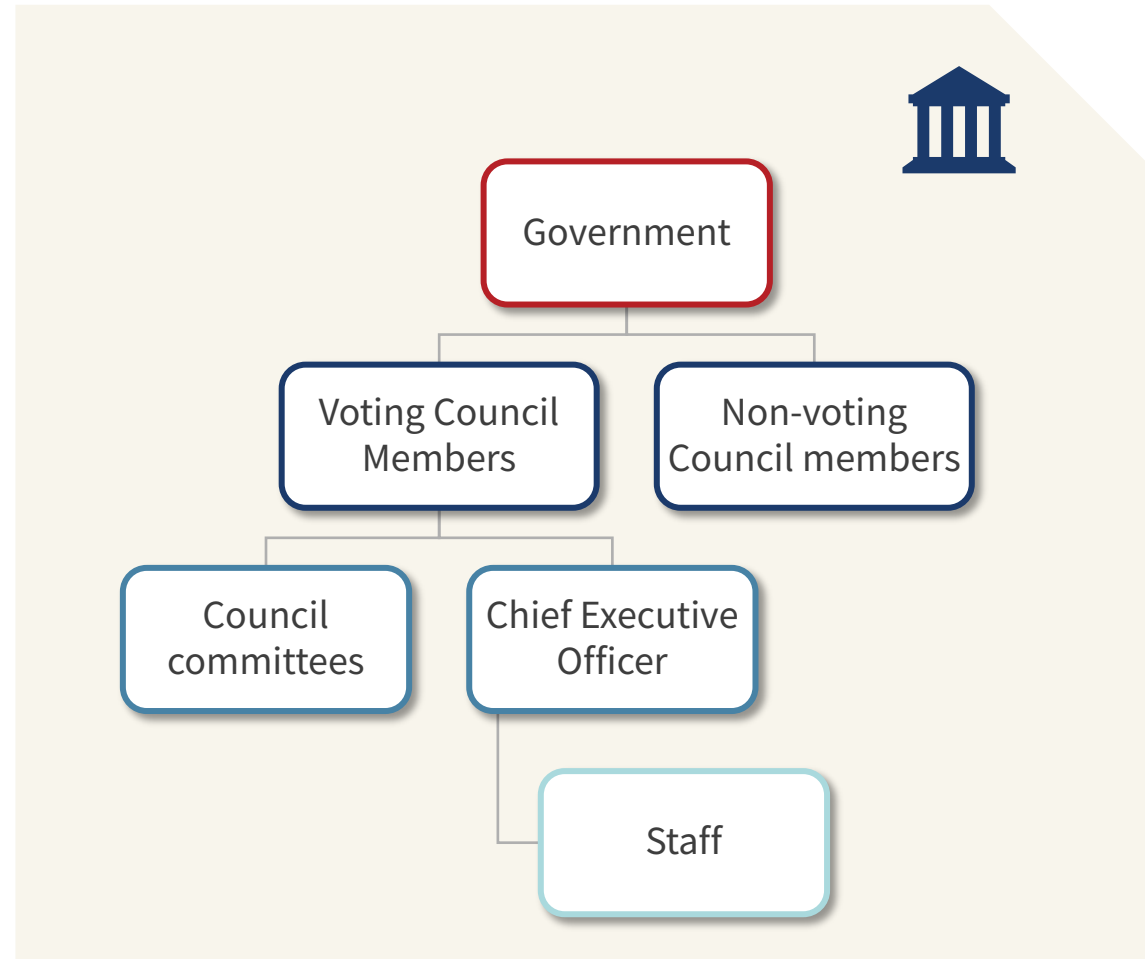 Government
Voting Council
Members
Non-voting
Council members
Council
committees
Chief Executive
Officer
Staff